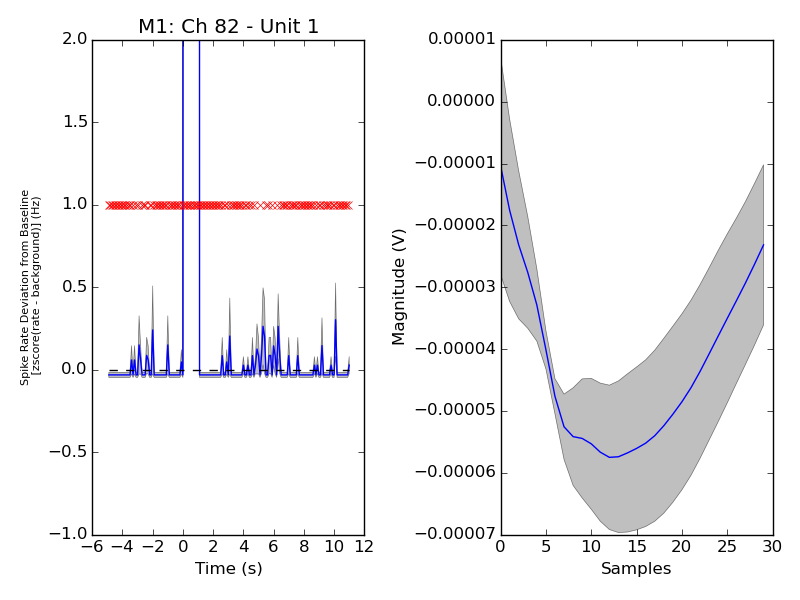 M1: Ch 82 - Unit 1
Spike Rate Deviation from Baseline
[zscore(rate - background)] (Hz)
2.0
1.5
1.0
0.5
0.0
−0.5
−1.0
−6 −4 −2 0 2 4 6 8 10 12
Time (s)
Magnitude (V)
0.00001
0.00000
−0.00001
−0.00002
−0.00003
−0.00004
−0.00005
−0.00006
−0.00007
0 5 10 15 20 25 30
Samples